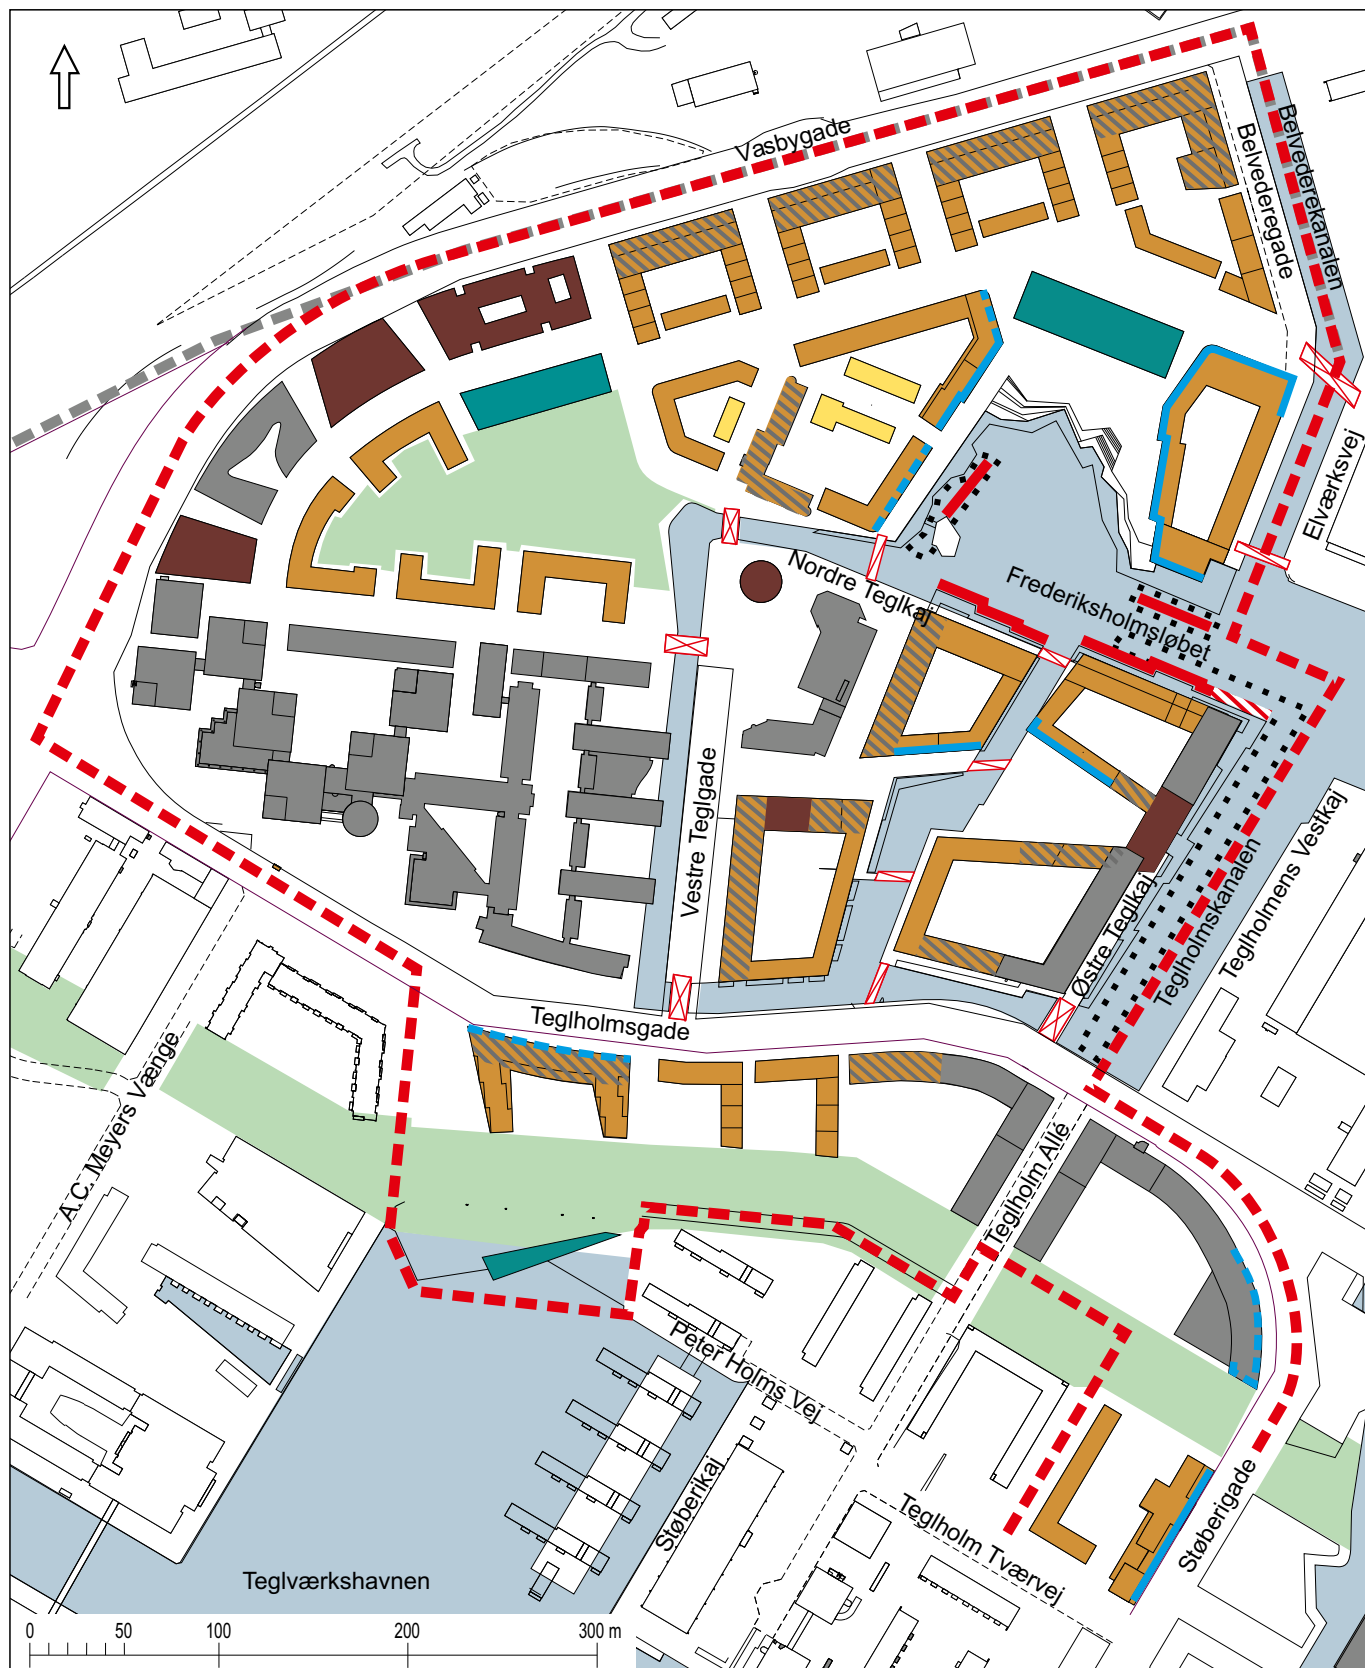 Vasbygade
Belvederekanalen
Belvederegade
Elværksvej
Nordre Teglkaj
Frederiksholmsløbet
Vestre Teglgade
Østre Teglkaj
Teglholmskanalen
Teglholmens Vestkaj
Teglholmsgade
A.C. Meyers Vænge
Teglholm Allé
Peter Holms Vej
Støberikaj
Teglholm Tværvej
Støberigade
Teglværkshavnen
0 50 100 200 300 m